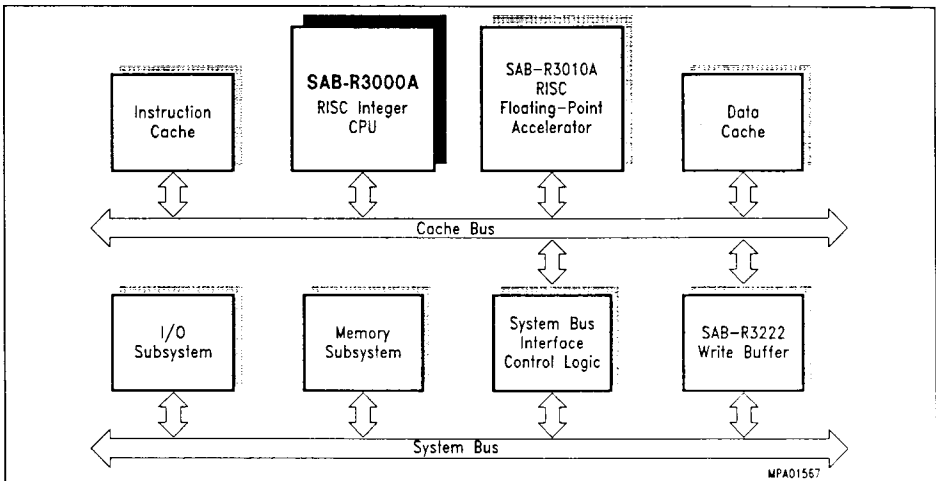 Instruction
Cache
SAB-R3000A
RISC Integer
CPU
SAB-R3010A
RISC
Floating-Point
Accelerator
Data
Cache
Cache Bus
I/O
Subsystem
Memory
Subsystem
System Bus
Interface
Control Logic
SAB-R3222
Write Buffer
System Bus
MPA01567